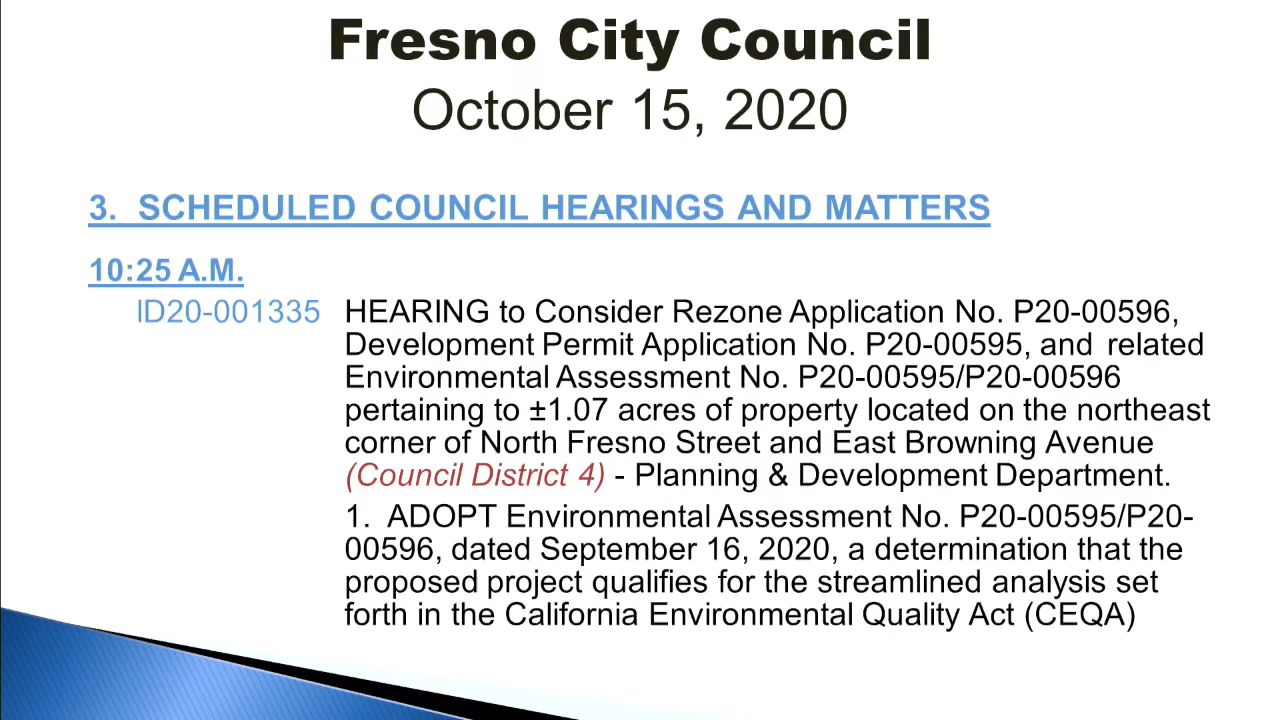 Fresno City Council
October 15, 2020
3. SCHEDULED COUNCIL HEARINGS AND MATTERS
10:25 A.M.
ID20-001335 HEARING to Consider Rezone Application No. P20-00596,
Development Permit Application No. P20-00595, and related
Environmental Assessment No. P20-00595/P20-00596
pertaining to ±1.07 acres of property located on the northeast
corner of North Fresno Street and East Browning Avenue
(Council District 4) - Planning & Development Department.
1. ADOPT Environmental Assessment No. P20-00595/P20-
00596, dated September 16, 2020, a determination that the
proposed project qualifies for the streamlined analysis set
forth in the California Environmental Quality Act (CEQA)